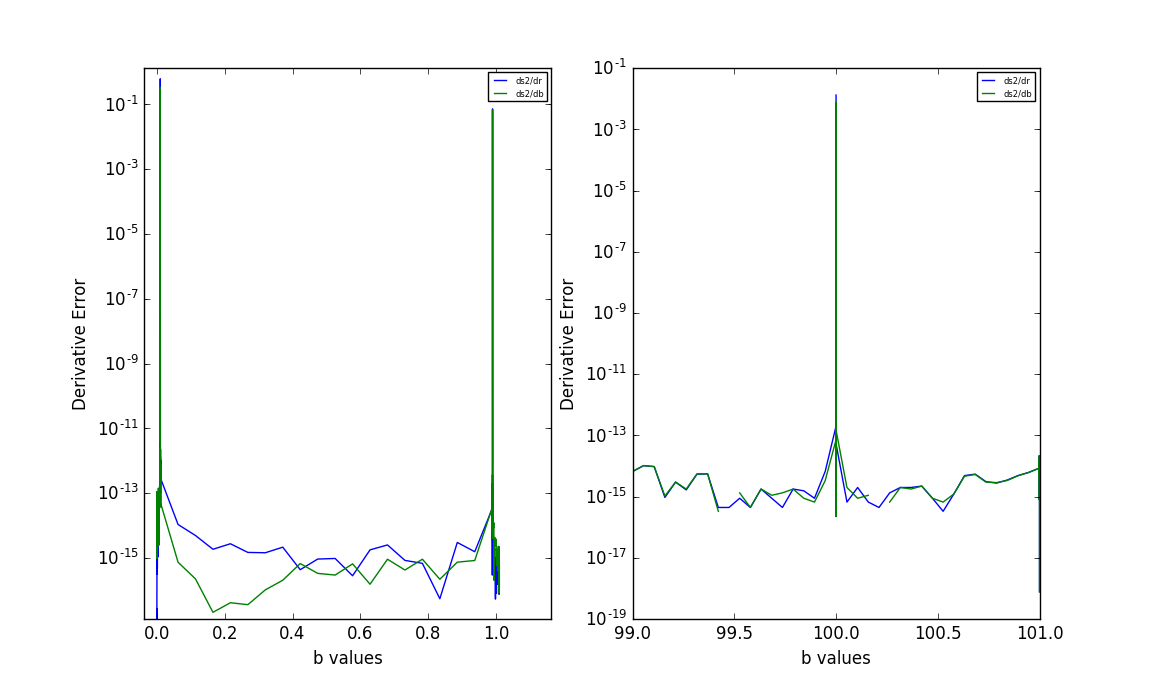 Derivative Error
10^-1
10^-3
10^-5
10^-7
10^-9
10^-11
10^-13
10^-15
0.0 0.2 0.4 0.6 0.8 1.0
b values
ds2/dr
ds2/db
Derivative Error
10^-1
10^-3
10^-5
10^-7
10^-9
10^-11
10^-13
10^-15
10^-17
10^-19
99.0 99.5 100.0 100.5 101.0
b values
ds2/dr
ds2/db